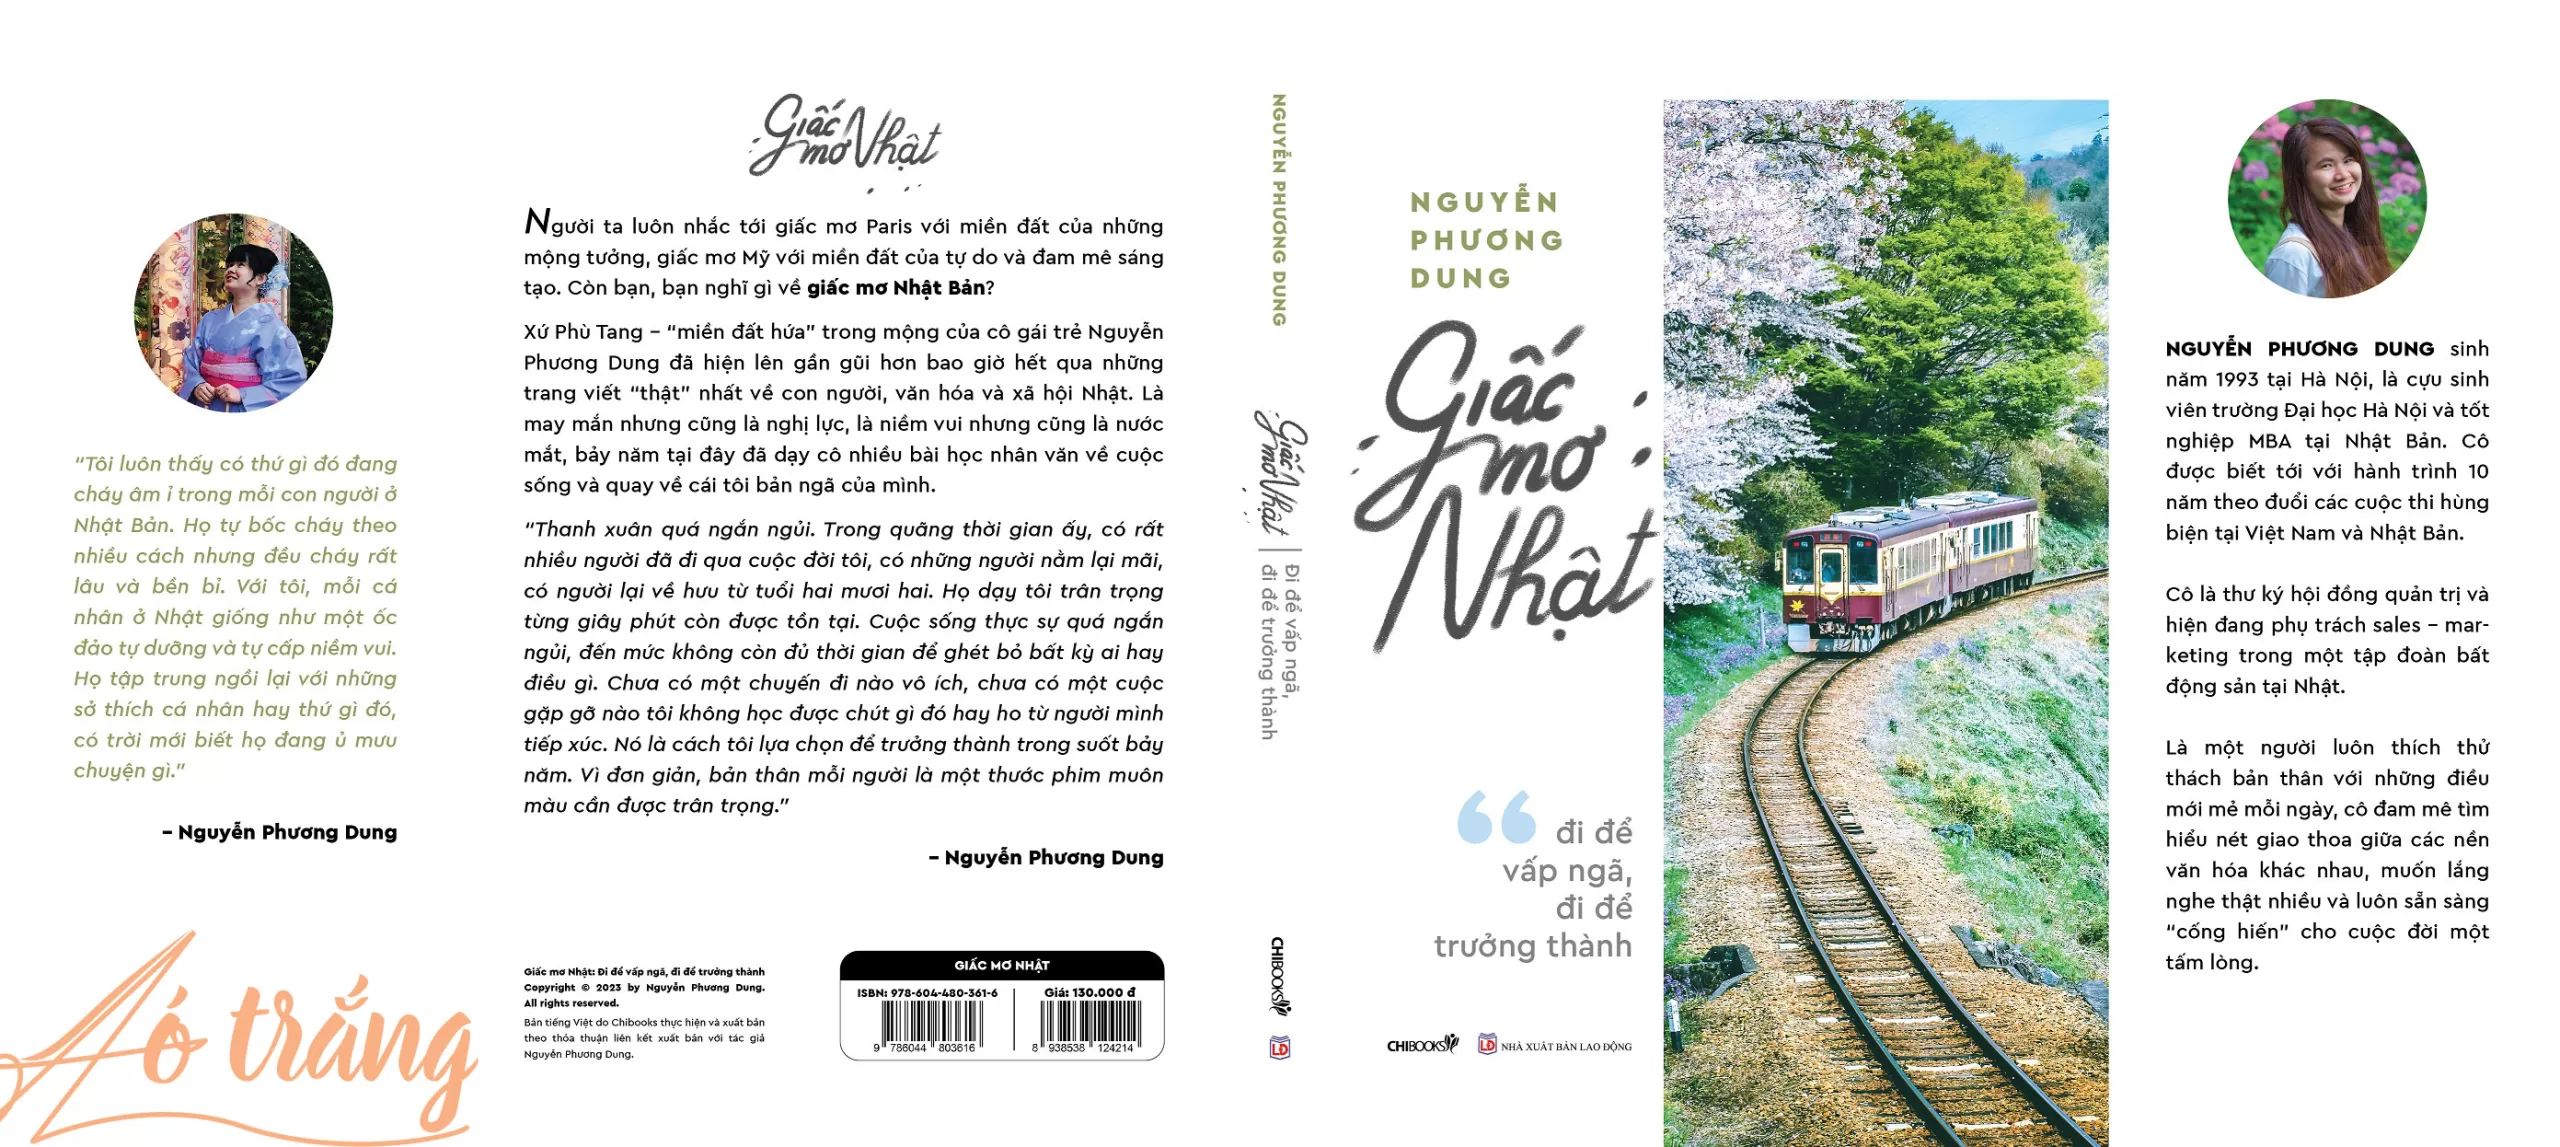 “Tôi luôn thấy có thứ gì đó đang
cháy âm ỉ trong mỗi con người ở
Nhật Bản. Họ tự bốc cháy theo
nhiều cách nhưng đều cháy rất
lâu và bền bỉ. Với tôi, mỗi cá
nhân ở Nhật giống như một ốc
đảo tự dưỡng và tự cấp niềm vui.
Họ tập trung ngồi lại với những
sở thích cá nhân hay thứ gì đó,
có trời mới biết họ đang ủ mưu
chuyện gì.”
– Nguyễn Phương Dung
Áo trắng
Giấc mơ Nhật
Người ta luôn nhắc tới giấc mơ Paris với miền đất của những
mộng tưởng, giấc mơ Mỹ với miền đất của tự do và đam mê sáng
tạo. Còn bạn, bạn nghĩ gì về giấc mơ Nhật Bản?
Xứ Phù Tang – “miền đất hứa” trong mộng của cô gái trẻ Nguyễn
Phương Dung đã hiện lên gần gũi hơn bao giờ hết qua những
trang viết “thật” nhất về con người, văn hóa và xã hội Nhật. Là
may mắn nhưng cũng là nghị lực, là niềm vui nhưng cũng là nước
mắt, bảy năm tại đây đã dạy cô nhiều bài học nhân văn về cuộc
sống và quay về cái tôi bản ngã của mình.
“Thanh xuân quá ngắn ngủi. Trong quãng thời gian ấy, có rất
nhiều người đã đi qua cuộc đời tôi, có những người nằm lại mãi,
có người lại về hưu từ tuổi hai mươi hai. Họ dạy tôi trân trọng
từng giây phút còn được tồn tại. Cuộc sống thực sự quá ngắn
ngủi, đến mức không còn đủ thời gian để ghét bỏ bất kỳ ai hay
điều gì. Chưa có một chuyến đi nào vô ích, chưa có một cuộc
gặp gỡ nào tôi không học được chút gì đó hay ho từ người mình
tiếp xúc. Nó là cách tôi lựa chọn để trưởng thành trong suốt bảy
năm. Vì đơn giản, bản thân mỗi người là một thước phim muôn
màu cần được trân trọng.”
– Nguyễn Phương Dung
Giấc mơ Nhật: Đi để vấp ngã, đi để trưởng thành
Copyright © 2023 by Nguyễn Phương Dung.
All rights reserved.
Bản tiếng Việt do Chibooks thực hiện và xuất bản
theo thỏa thuận liên kết xuất bản với tác giả
Nguyễn Phương Dung.
GIẤC MƠ NHẬT
ISBN: 978-604-480-361-6
Giá: 130.000 đ
9 786044 803616
8 938538 124214
NGUYỄN PHƯƠNG DUNG
Giấc mơ Nhật
Đi để vấp ngã,
đi để trưởng thành
CHIBOOKS
LĐ
NGUYỄN
PHƯƠNG
DUNG
Giấc
mơ
Nhật
“ đi để
vấp ngã,
đi để
trưởng thành
CHIBOOKS
LĐ NHÀ XUẤT BẢN LAO ĐỘNG
NGUYỄN PHƯƠNG DUNG sinh
năm 1993 tại Hà Nội, là cựu sinh
viên trường Đại học Hà Nội và tốt
nghiệp MBA tại Nhật Bản. Cô
được biết tới với hành trình 10
năm theo đuổi các cuộc thi hùng
biện tại Việt Nam và Nhật Bản.
Cô là thư ký hội đồng quản trị và
hiện đang phụ trách sales – mar-
keting trong một tập đoàn bất
động sản tại Nhật.
Là một người luôn thích thử
thách bản thân với những điều
mới mẻ mỗi ngày, cô đam mê tìm
hiểu nét giao thoa giữa các nền
văn hóa khác nhau, muốn lắng
nghe thật nhiều và luôn sẵn sàng
“cống hiến” cho cuộc đời một
tấm lòng.